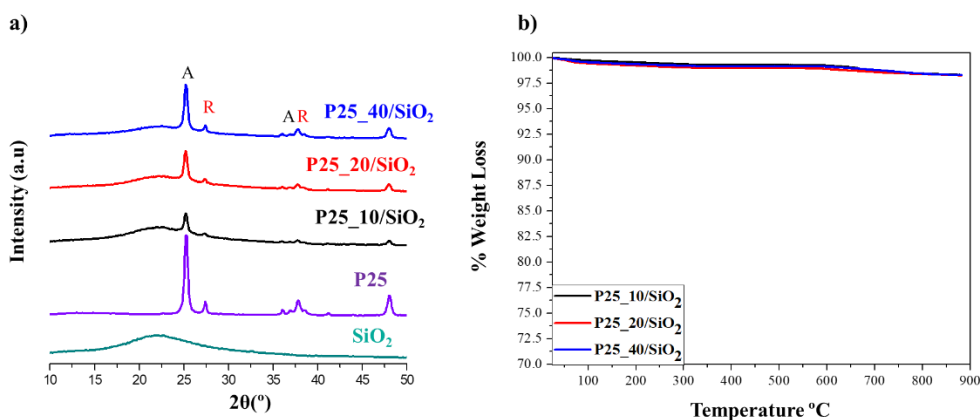 a)
A
R
P25_40/SiO2
A R
P25_20/SiO2
P25_10/SiO2
P25
SiO2
Intensity (a.u)
10 15 20 25 30 35 40 45 50
2θ(º)
b)
100.0
97.5
95.0
92.5
90.0
87.5
85.0
82.5
80.0
77.5
75.0
72.5
70.0
% Weight Loss
P25_10/SiO2
P25_20/SiO2
P25_40/SiO2
100 200 300 400 500 600 700 800 900
Temperature ºC